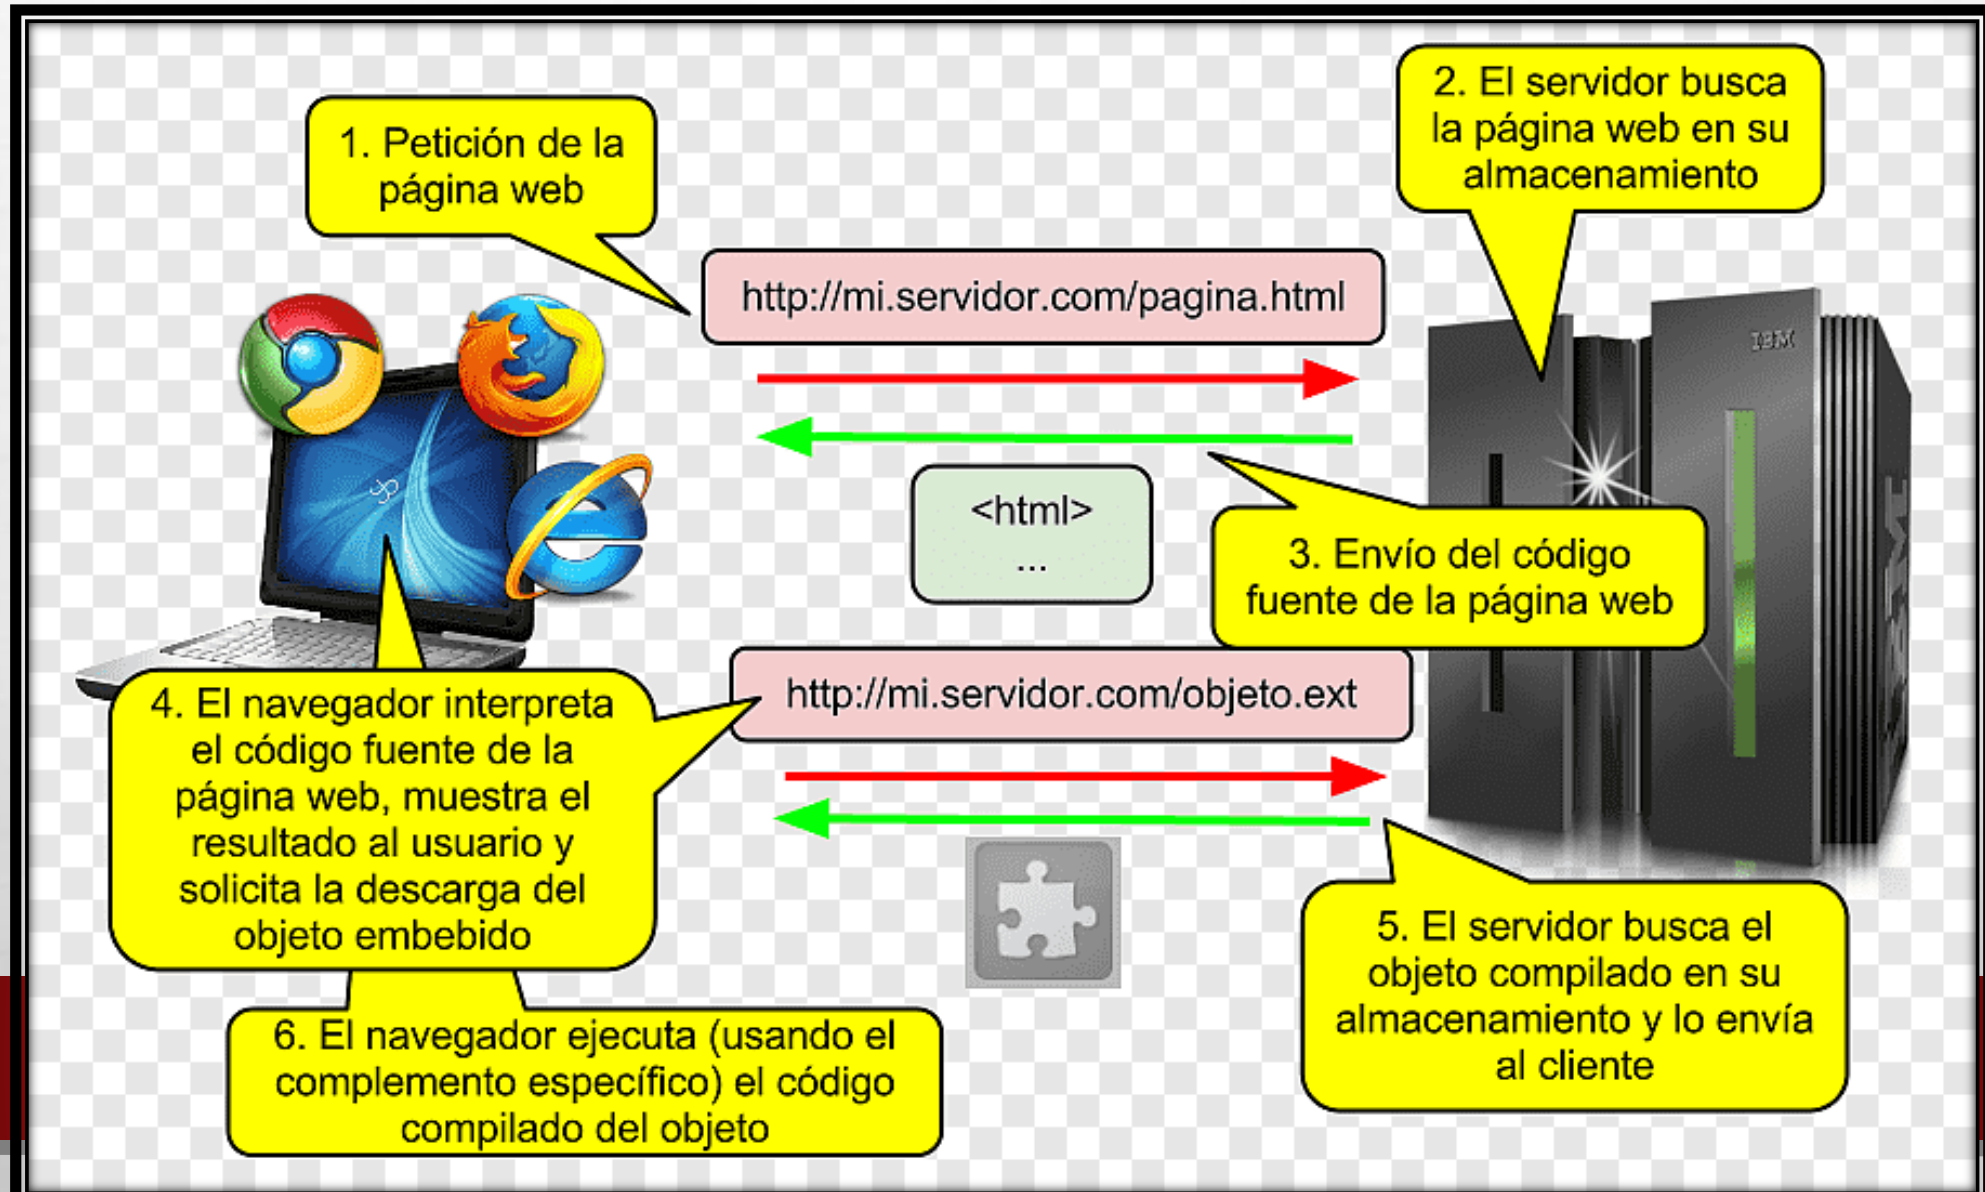 1. Petición de la
página web
2. El servidor busca
la página web en su
almacenamiento
http://mi.servidor.com/pagina.html
IBM
<html>
...
3. Envío del código
fuente de la página web
http://mi.servidor.com/objeto.ext
4. El navegador interpreta
el código fuente de la
página web, muestra el
resultado al usuario y
solicita la descarga del
objeto embebido
5. El servidor busca el
objeto compilado en su
almacenamiento y lo envía
al cliente
6. El navegador ejecuta (usando el
complemento específico) el código
compilado del objeto